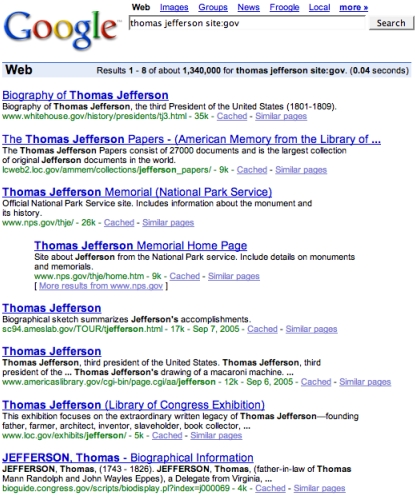 Web Images Groups News Froogle Local more »
Google™
thomas jefferson site:gov Search
Web Results 1 - 8 of about 1,340,000 for thomas jefferson site:gov. (0.04 seconds)
Biography of Thomas Jefferson
Biography of Thomas Jefferson, the third President of the United States (1801-1809).
www.whitehouse.gov/history/presidents/tj3.html - 35k - Cached - Similar pages
The Thomas Jefferson Papers - (American Memory from the Library of ...
The Thomas Jefferson Papers consist of 27000 documents and is the largest collection
of original Jefferson documents in the world.
lcweb2.loc.gov/ammem/collections/jefferson_papers/ - 9k - Cached - Similar pages
Thomas Jefferson Memorial (National Park Service)
Official National Park Service site. Includes information about the monument and
its history.
www.nps.gov/thje/ - 26k - Cached - Similar pages
Thomas Jefferson Memorial Home Page
Site about Jefferson from the National Park service. Include details on monuments
and memorials.
www.nps.gov/thje/home.htm - 9k - Cached - Similar pages
[ More results from www.nps.gov ]
Thomas Jefferson
Biographical sketch summarizes Jefferson's accomplishments.
sc94.ameslab.gov/TOUR/tjefferson.html - 17k - Sep 7, 2005 - Cached - Similar pages
Thomas Jefferson
Thomas Jefferson, third president of the United States. Thomas Jefferson, third
president of the ... Thomas Jefferson's drawing of a macaroni machine. ...
www.americaslibrary.gov/cgi-bin/page.cgi/aa/jefferson - 12k - Sep 6, 2005 - Cached - Similar pages
Thomas Jefferson (Library of Congress Exhibition)
This exhibition focuses on the extraordinary written legacy of Thomas Jefferson—founding
father, farmer, architect, inventor, slaveholder, book collector, ...
www.loc.gov/exhibits/jefferson/ - 5k - Cached - Similar pages
JEFFERSON, Thomas - Biographical Information
JEFFERSON, Thomas, (1743 - 1826). JEFFERSON, Thomas, (father-in-law of Thomas
Mann Randolph and John Wayles Eppes), a Delegate from Virginia, ...
bioguide.congress.gov/scripts/biodisplay.pl?index=j000069 - 4k - Cached - Similar pages